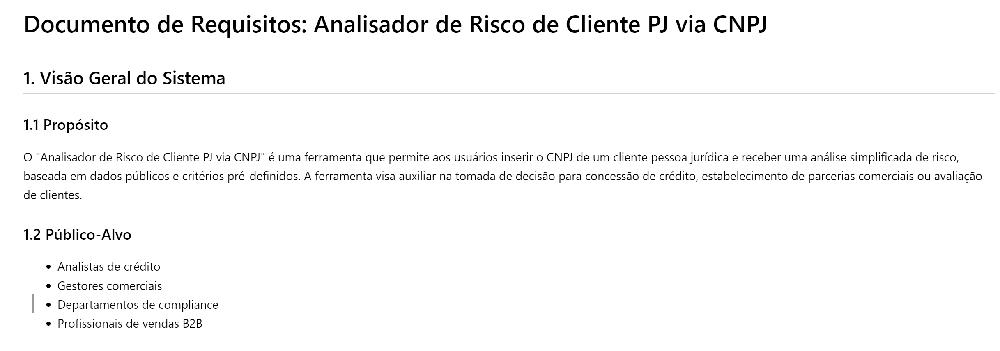 Documento de Requisitos: Analisador de Risco de Cliente PJ via CNPJ
1. Visão Geral do Sistema
1.1 Propósito
O "Analisador de Risco de Cliente PJ via CNPJ" é uma ferramenta que permite aos usuários inserir o CNPJ de um cliente pessoa jurídica e receber uma análise simplificada de risco,
baseada em dados públicos e critérios pré-definidos. A ferramenta visa auxiliar na tomada de decisão para concessão de crédito, estabelecimento de parcerias comerciais ou avaliação
de clientes.
1.2 Público-Alvo
• Analistas de crédito
• Gestores comerciais
• Departamentos de compliance
• Profissionais de vendas B2B